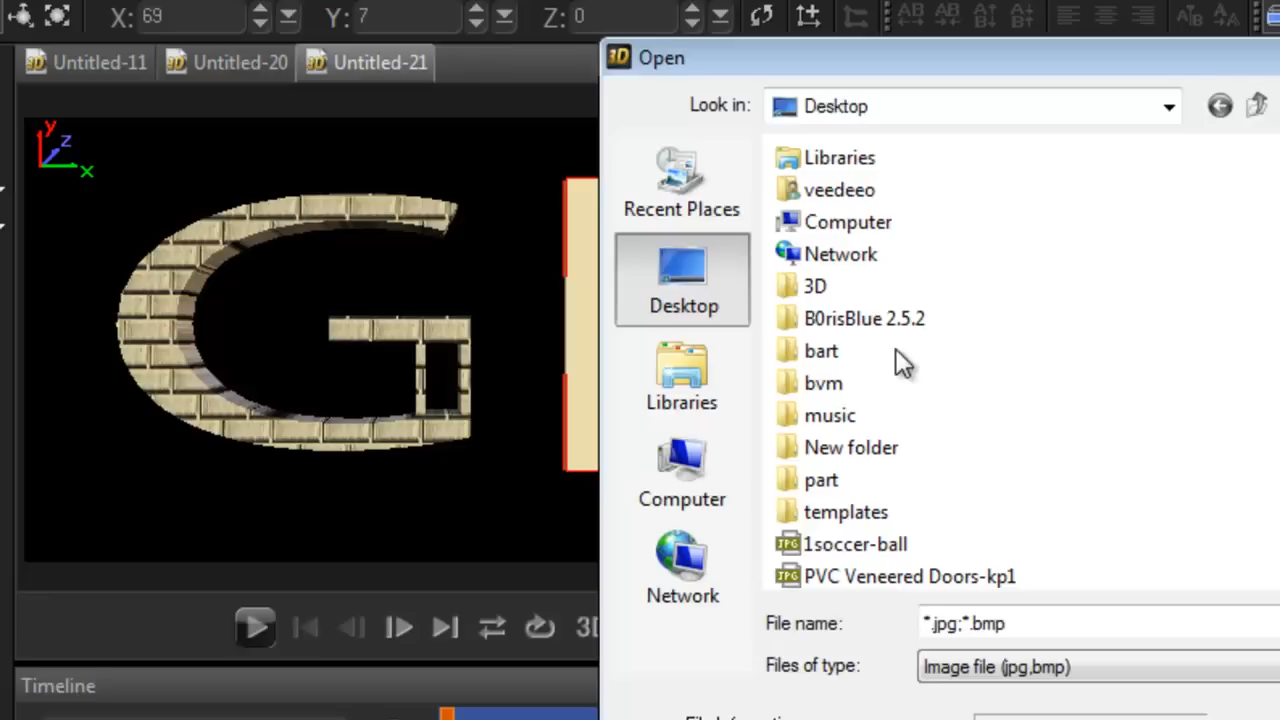 X: 69 Y: 7 Z: 0
Untitled-11 Untitled-20 Untitled-21
3D Open
Look in: Desktop
y
z
x
G
Recent Places
Desktop
Libraries
Computer
Network
Libraries
veedeeo
Computer
Network
3D
B0risBlue 2.5.2
bart
bvm
music
New folder
part
templates
1soccer-ball
PVC Veneered Doors-kp1
File name: *.jpg;*.bmp
Files of type: Image file (jpg,bmp)
3D
Timeline